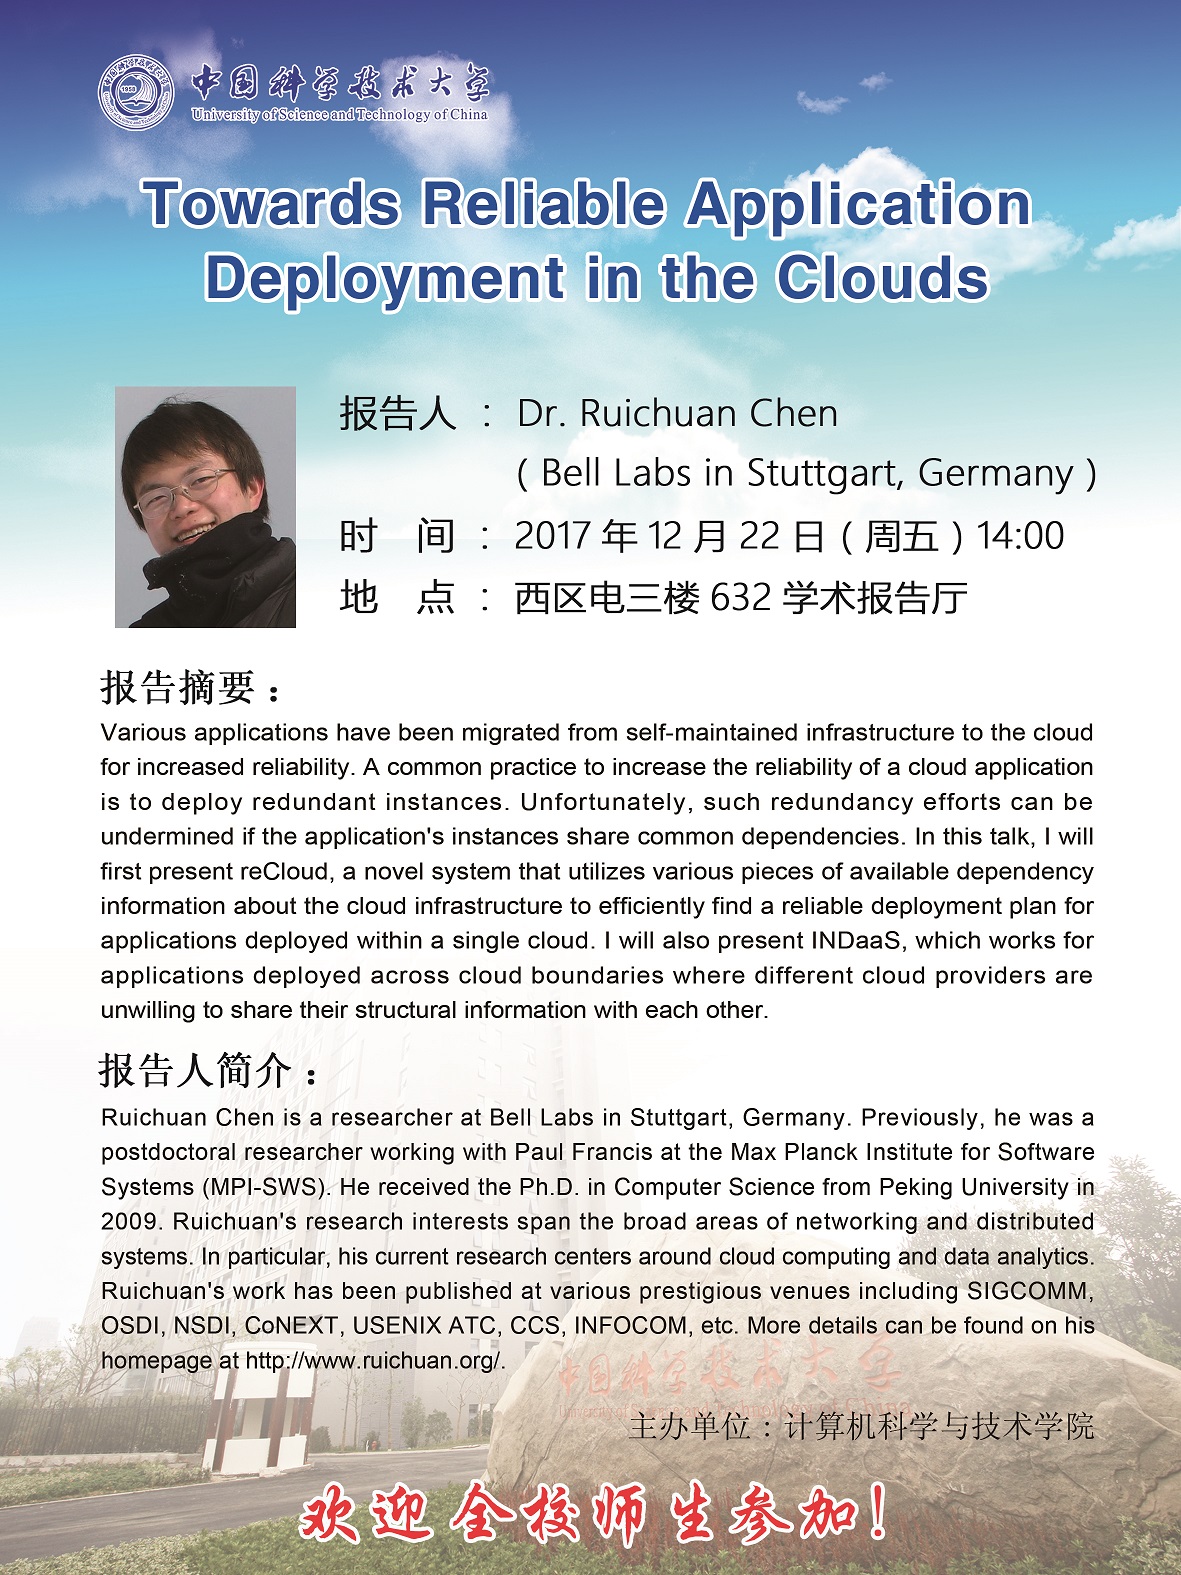 中国科学技术大学
University of Science and Technology of China
Towards Reliable Application
Deployment in the Clouds
报告人 : Dr. Ruichuan Chen
( Bell Labs in Stuttgart, Germany )
时 间 : 2017 年 12 月 22 日 ( 周五 ) 14:00
地 点 : 西区电三楼 632 学术报告厅
报告摘要：
Various applications have been migrated from self-maintained infrastructure to the cloud
for increased reliability. A common practice to increase the reliability of a cloud application
is to deploy redundant instances. Unfortunately, such redundancy efforts can be
undermined if the application's instances share common dependencies. In this talk, I will
first present reCloud, a novel system that utilizes various pieces of available dependency
information about the cloud infrastructure to efficiently find a reliable deployment plan for
applications deployed within a single cloud. I will also present INDaaS, which works for
applications deployed across cloud boundaries where different cloud providers are
unwilling to share their structural information with each other.
报告人简介：
Ruichuan Chen is a researcher at Bell Labs in Stuttgart, Germany. Previously, he was a
postdoctoral researcher working with Paul Francis at the Max Planck Institute for Software
Systems (MPI-SWS). He received the Ph.D. in Computer Science from Peking University in
2009. Ruichuan's research interests span the broad areas of networking and distributed
systems. In particular, his current research centers around cloud computing and data analytics.
Ruichuan's work has been published at various prestigious venues including SIGCOMM,
OSDI, NSDI, CoNEXT, USENIX ATC, CCS, INFOCOM, etc. More details can be found on his
homepage at http://www.ruichuan.org/.
中国科学技术大学
University of Science and Technology of China
主办单位：计算机科学与技术学院
欢迎全校师生参加！